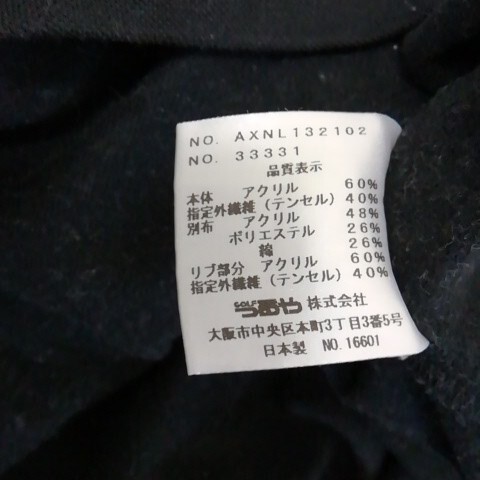 NO. AXNL132102
NO. 33331
品質表示
本体 アクリル 60%
指定外繊維(テンセル) 40%
別布 アクリル 48%
ポリエステル 26%
綿 26%
リブ部分 アクリル 60%
指定外繊維(テンセル) 40%
GOLF つるや 株式会社
大阪市中央区本町3丁目3番5号
日本製 NO.16601